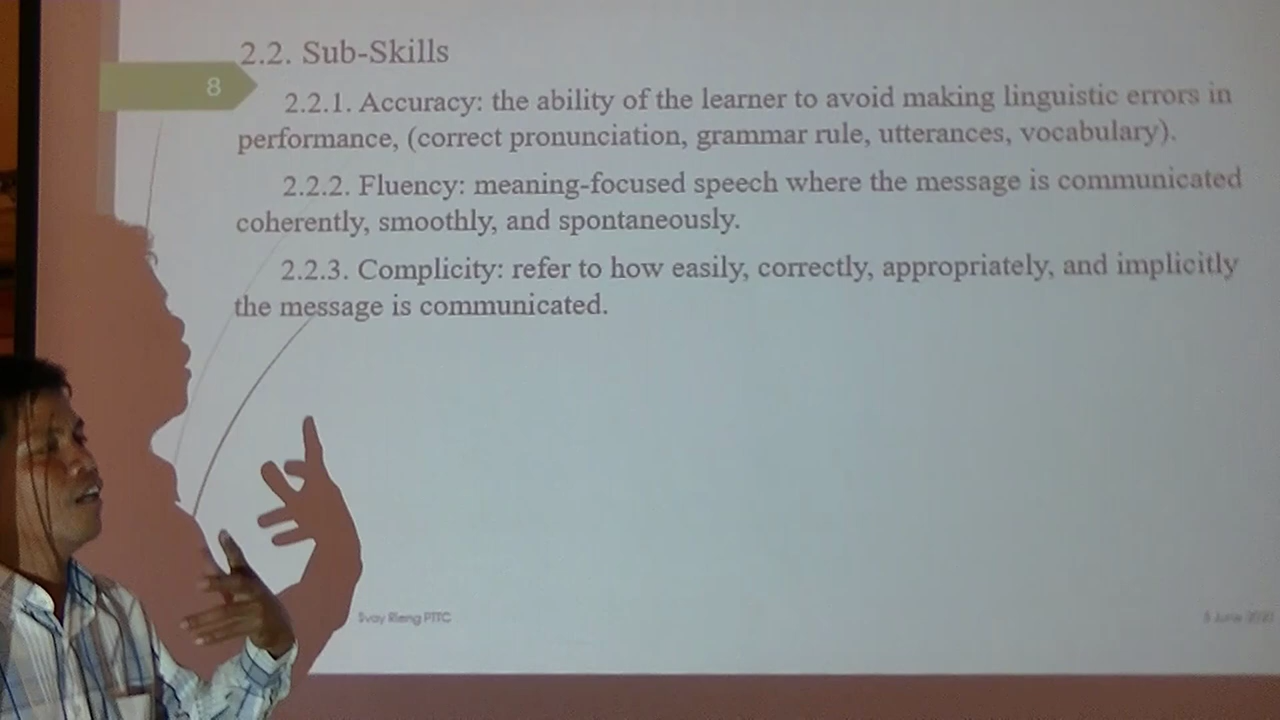 2.2. Sub-Skills
8
2.2.1. Accuracy: the ability of the learner to avoid making linguistic errors in
performance, (correct pronunciation, grammar rule, utterances, vocabulary).
2.2.2. Fluency: meaning-focused speech where the message is communicated
coherently, smoothly, and spontaneously.
2.2.3. Complicity: refer to how easily, correctly, appropriately, and implicitly
the message is communicated.
Svay Rieng PTTC
June